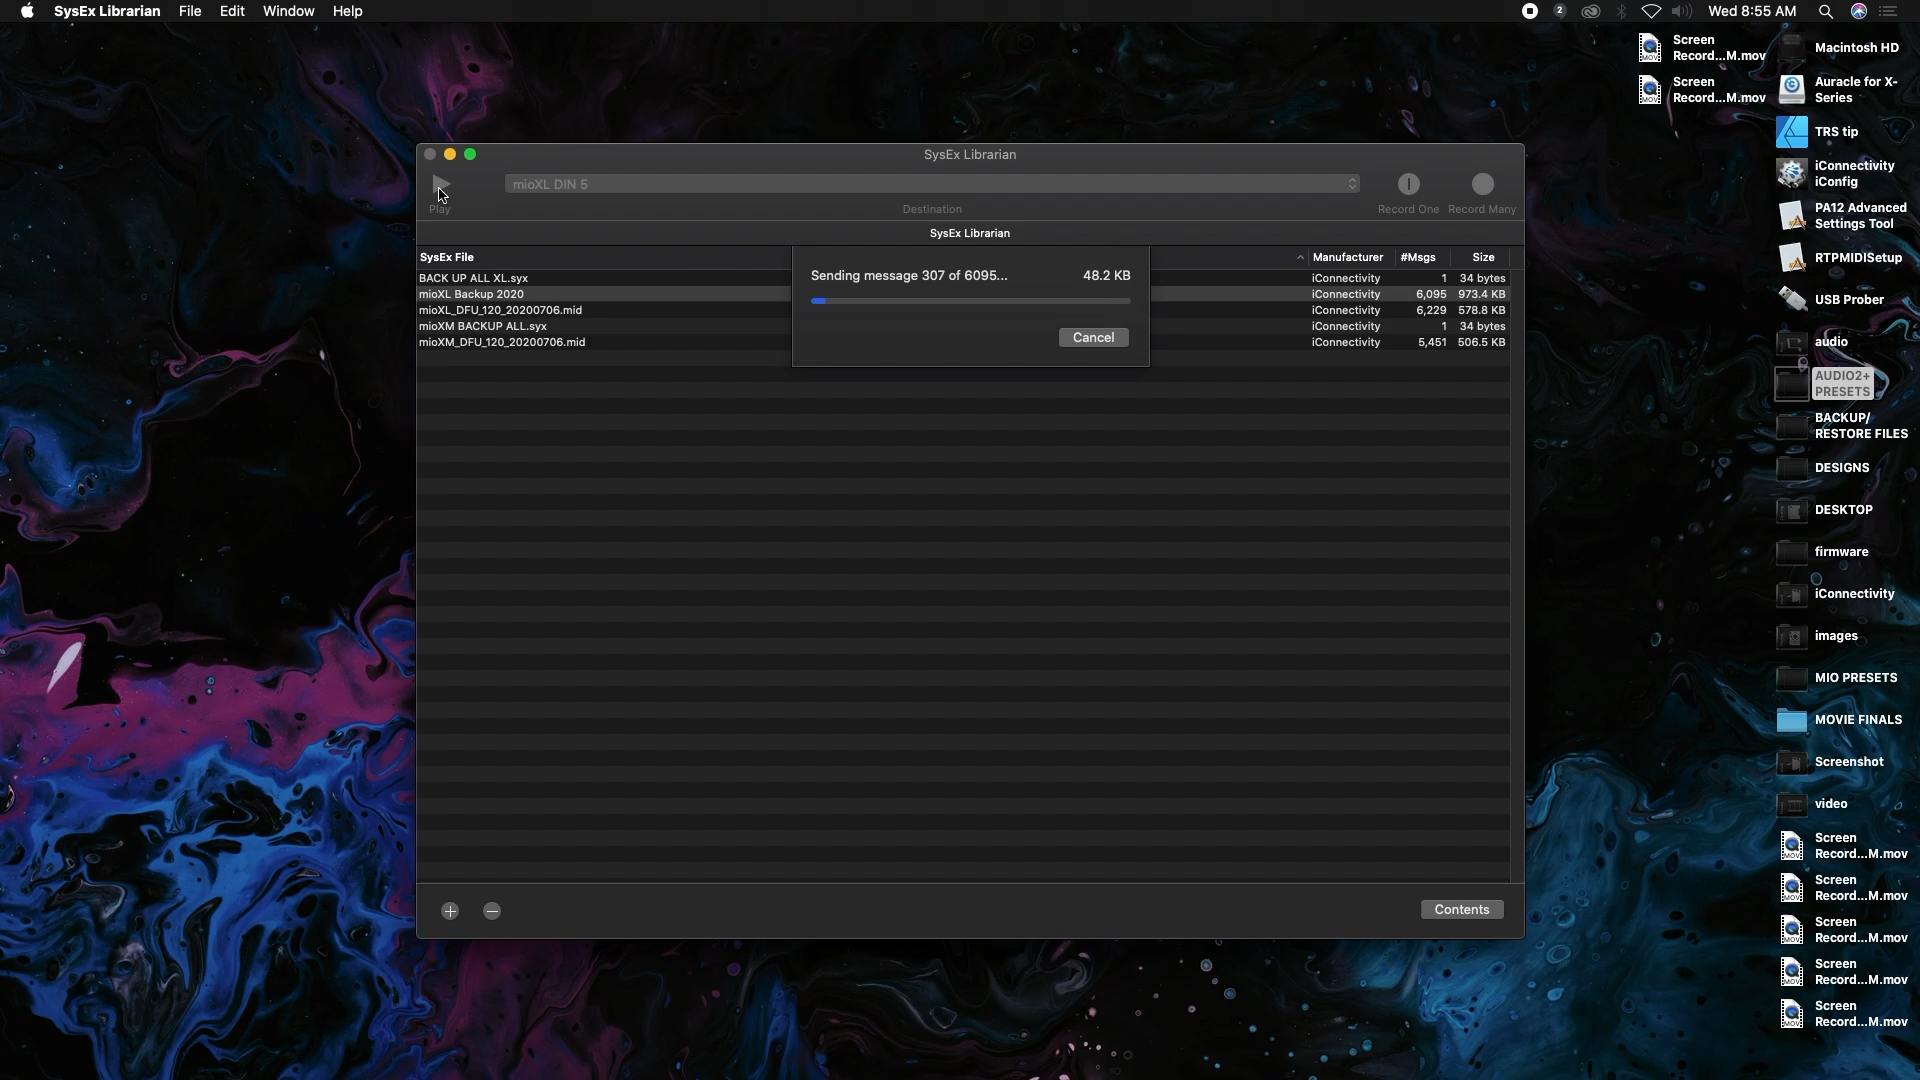 SysEx Librarian File Edit Window Help
2 Wed 8:55 AM
Screen
Record...M.mov
Screen
Record...M.mov
Macintosh HD
Auracle for X-
Series
TRS tip
iConnectivity
iConfig
PA12 Advanced
Settings Tool
RTPMIDISetup
USB Prober
audio
AUDIO2+
PRESETS
BACKUP/
RESTORE FILES
DESIGNS
DESKTOP
firmware
iConnectivity
images
MIO PRESETS
MOVIE FINALS
Screenshot
video
Screen
Record...M.mov
Screen
Record...M.mov
Screen
Record...M.mov
Screen
Record...M.mov
Screen
Record...M.mov
SysEx Librarian
mioXL DIN 5
Play Destination Record One Record Many
SysEx Librarian
SysEx File Manufacturer #Msgs Size
BACK UP ALL XL.syx iConnectivity 1 34 bytes
mioXL Backup 2020 iConnectivity 6,095 973.4 KB
mioXL_DFU_120_20200706.mid iConnectivity 6,229 578.8 KB
mioXM BACKUP ALL.syx iConnectivity 1 34 bytes
mioXM_DFU_120_20200706.mid iConnectivity 5,451 506.5 KB
Sending message 307 of 6095... 48.2 KB
Cancel
Contents